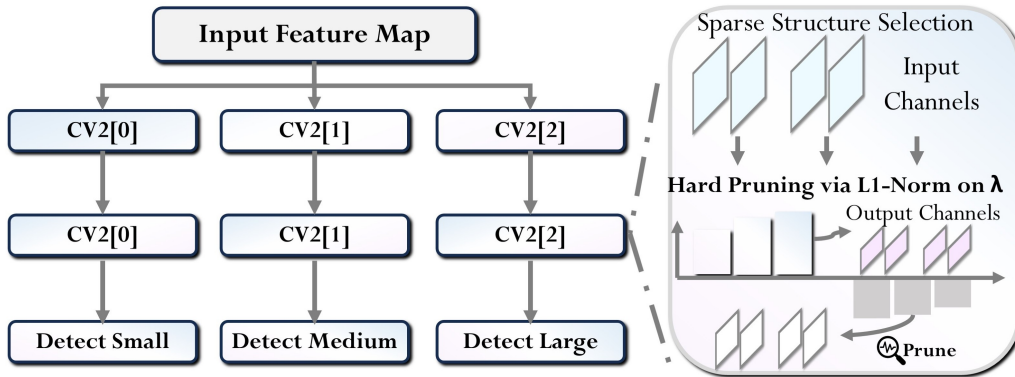 Input Feature Map
CV2[0]
CV2[1]
CV2[2]
CV2[0]
CV2[1]
CV2[2]
Detect Small
Detect Medium
Detect Large
Sparse Structure Selection
Input
Channels
Hard Pruning via L1-Norm on λ
Output Channels
Prune